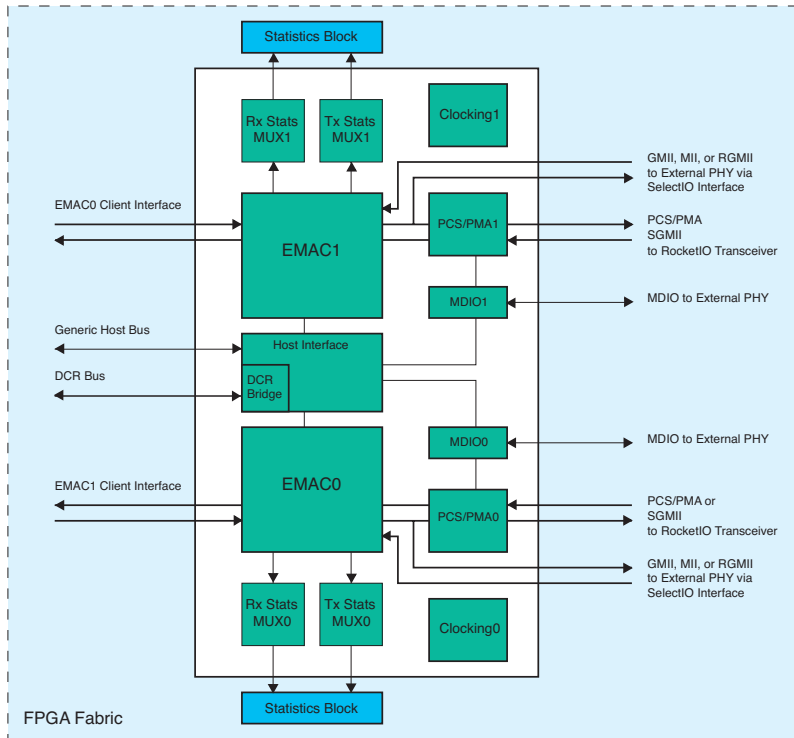 Statistics Block
Rx Stats
MUX1
Tx Stats
MUX1
Clocking1
GMII, MII, or RGMII
to External PHY via
SelectIO Interface
EMAC0 Client Interface
EMAC1
PCS/PMA1
PCS/PMA
SGMII
to RocketIO Transceiver
MDIO1
MDIO to External PHY
Generic Host Bus
Host Interface
DCR Bus
DCR
Bridge
MDIO0
MDIO to External PHY
EMAC1 Client Interface
EMAC0
PCS/PMA0
PCS/PMA or
SGMII
to RocketIO Transceiver
GMII, MII, or RGMII
to External PHY via
SelectIO Interface
Rx Stats
MUX0
Tx Stats
MUX0
Clocking0
Statistics Block
FPGA Fabric